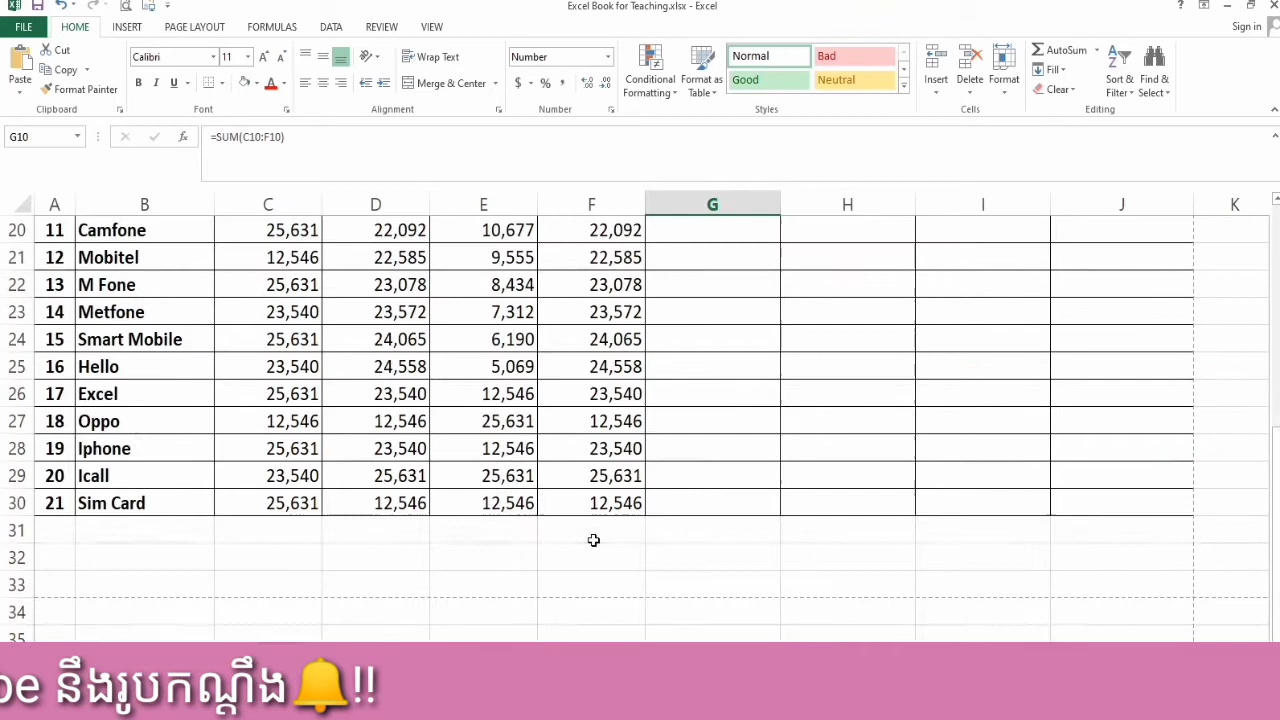 Excel Book for Teaching.xlsx - Excel
FILE HOME INSERT PAGE LAYOUT FORMULAS DATA REVIEW VIEW Sign in
Paste Cut Copy Format Painter Clipboard
Calibri 11 B I U A Font
Wrap Text Merge & Center Alignment
Number $ % , Number
Conditional Formatting Format as Table Normal Bad Good Neutral Styles
Insert Delete Format Cells
AutoSum Fill Clear Sort & Filter Find & Select Editing
G10 fx =SUM(C10:F10)
A B C D E F G H I J K
20 11 Camfone 25,631 22,092 10,677 22,092
21 12 Mobitel 12,546 22,585 9,555 22,585
22 13 M Fone 25,631 23,078 8,434 23,078
23 14 Metfone 23,540 23,572 7,312 23,572
24 15 Smart Mobile 25,631 24,065 6,190 24,065
25 16 Hello 23,540 24,558 5,069 24,558
26 17 Excel 25,631 23,540 12,546 23,540
27 18 Oppo 12,546 12,546 25,631 12,546
28 19 Iphone 25,631 23,540 12,546 23,540
29 20 Icall 23,540 25,631 25,631 25,631
30 21 Sim Card 25,631 12,546 12,546 12,546
31
32
33
34
35
be នឹងរូបកណ្ដឹង🔔!!